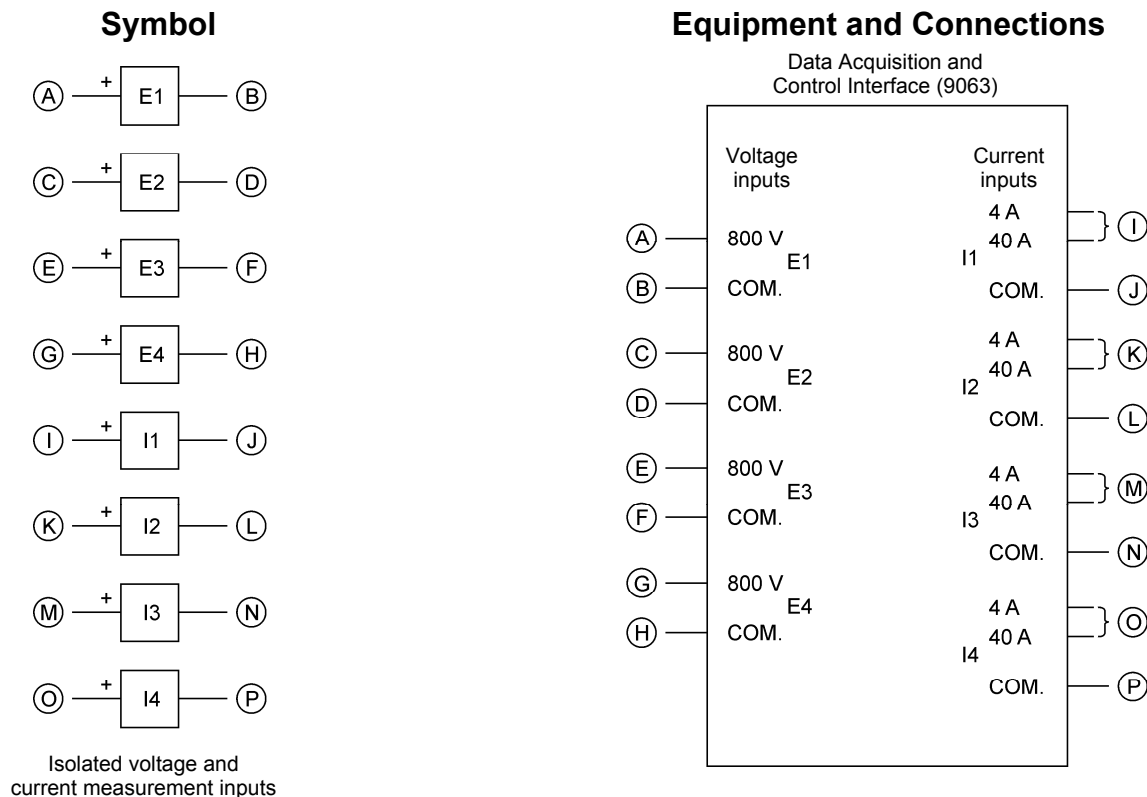 Symbol
A + E1 B
C + E2 D
E + E3 F
G + E4 H
I + I1 J
K + I2 L
M + I3 N
O + I4 P
Isolated voltage and
current measurement inputs
Equipment and Connections
Data Acquisition and
Control Interface (9063)
Voltage
inputs
A 800 V
E1
B COM.
C 800 V
E2
D COM.
E 800 V
E3
F COM.
G 800 V
E4
H COM.
Current
inputs
4 A
I
40 A
I1
COM. J
4 A
K
40 A
I2
COM. L
4 A
M
40 A
I3
COM. N
4 A
O
40 A
I4
COM. P